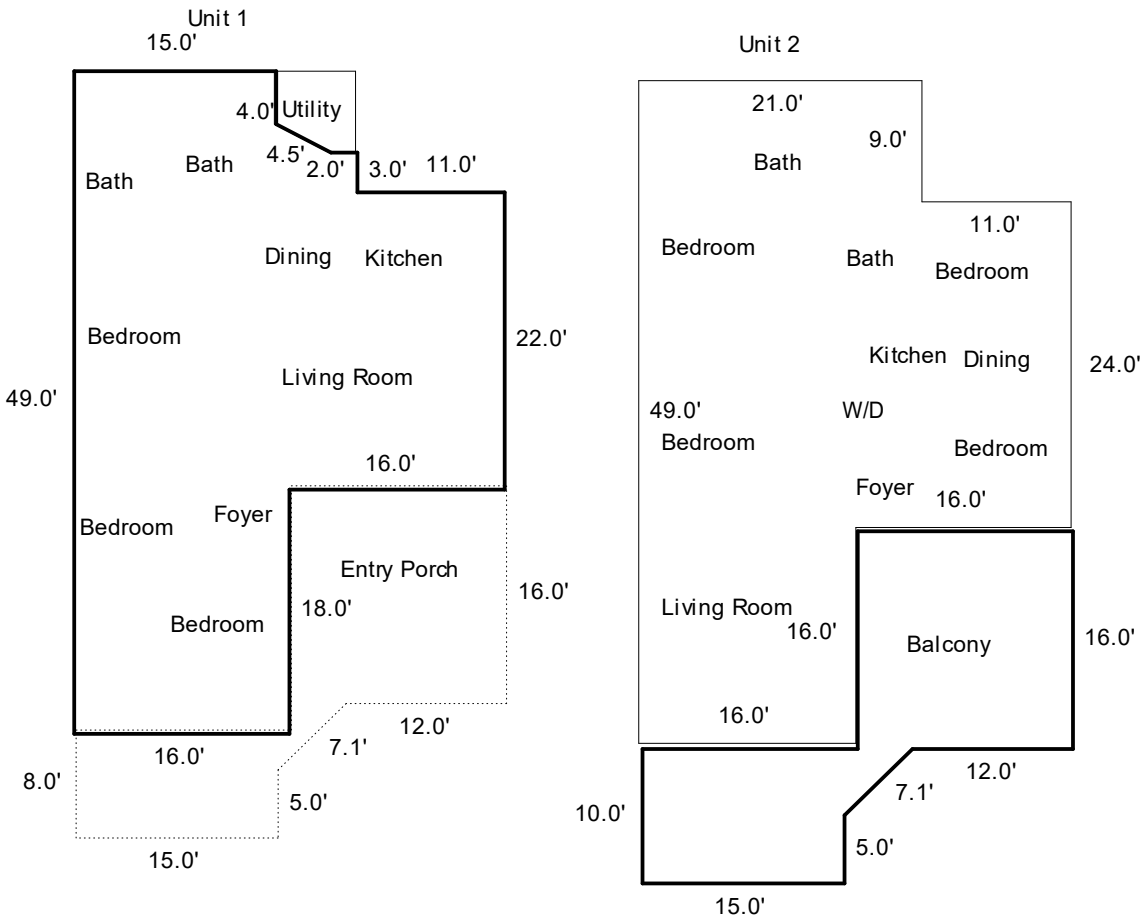 Unit 1
15.0'
4.0'
Utility
4.5'
2.0'
3.0'
11.0'
Bath
Bath
Dining
Kitchen
Bedroom
22.0'
Living Room
49.0'
16.0'
Bedroom
Foyer
Entry Porch
16.0'
18.0'
Bedroom
16.0'
12.0'
7.1'
8.0'
5.0'
15.0'
Unit 2
21.0'
9.0'
Bath
11.0'
Bedroom
Bath
Bedroom
Kitchen
Dining
24.0'
49.0'
W/D
Bedroom
Bedroom
Foyer
16.0'
Living Room
16.0'
Balcony
16.0'
16.0'
12.0'
7.1'
10.0'
5.0'
15.0'